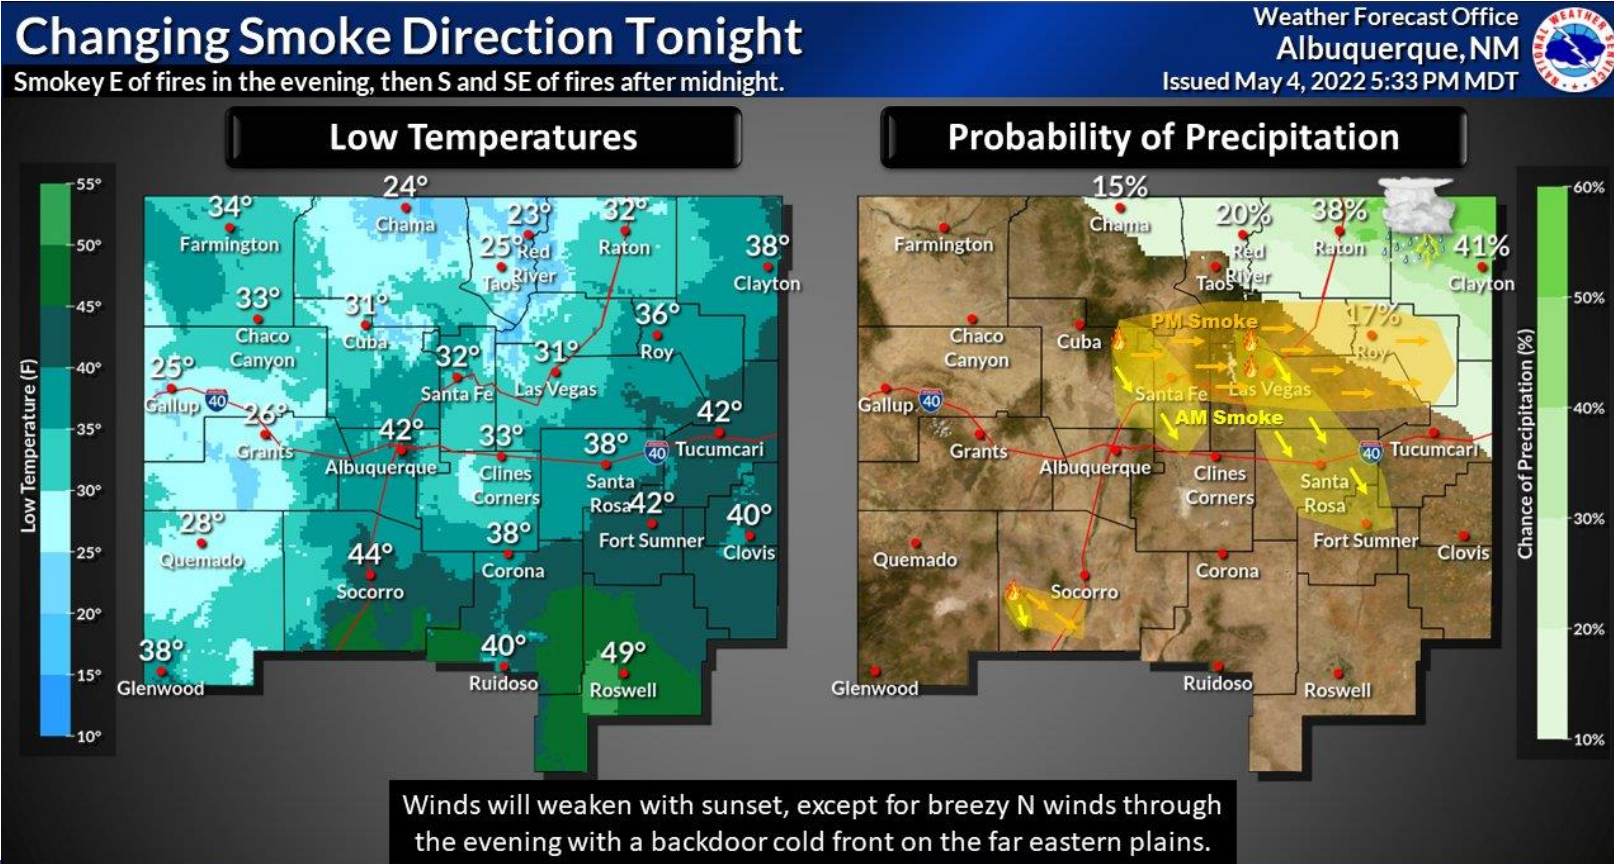 Changing Smoke Direction Tonight
Smokey E of fires in the evening, then S and SE of fires after midnight.
Weather Forecast Office
Albuquerque, NM
Issued May 4, 2022 5:33 PM MDT
NATIONAL WEATHER SERVICE
Low Temperatures
Low Temperature (F)
55°
50°
45°
40°
35°
30°
25°
20°
15°
10°
34°
Farmington
24°
Chama
23°
Red
River
25°
Taos
32°
Raton
38°
Clayton
33°
Chaco
Canyon
31°
Cuba
36°
Roy
25°
Gallup
40
32°
Santa Fe
31°
Las Vegas
26°
Grants
42°
Albuquerque
33°
Clines
Corners
38°
Santa
Rosa
40
42°
Tucumcari
28°
Quemado
42°
Fort Sumner
40°
Clovis
44°
Socorro
38°
Corona
38°
Glenwood
40°
Ruidoso
49°
Roswell
Probability of Precipitation
Chance of Precipitation (%)
60%
50%
40%
30%
20%
10%
Farmington
15%
Chama
20%
Red
River
Taos
38%
Raton
41%
Clayton
Chaco
Canyon
Cuba
PM Smoke
17%
Roy
Gallup
40
Santa Fe
Las Vegas
AM Smoke
Grants
Albuquerque
Clines
Corners
Santa
Rosa
40
Tucumcari
Quemado
Fort Sumner
Clovis
Socorro
Corona
Glenwood
Ruidoso
Roswell
Winds will weaken with sunset, except for breezy N winds through
the evening with a backdoor cold front on the far eastern plains.